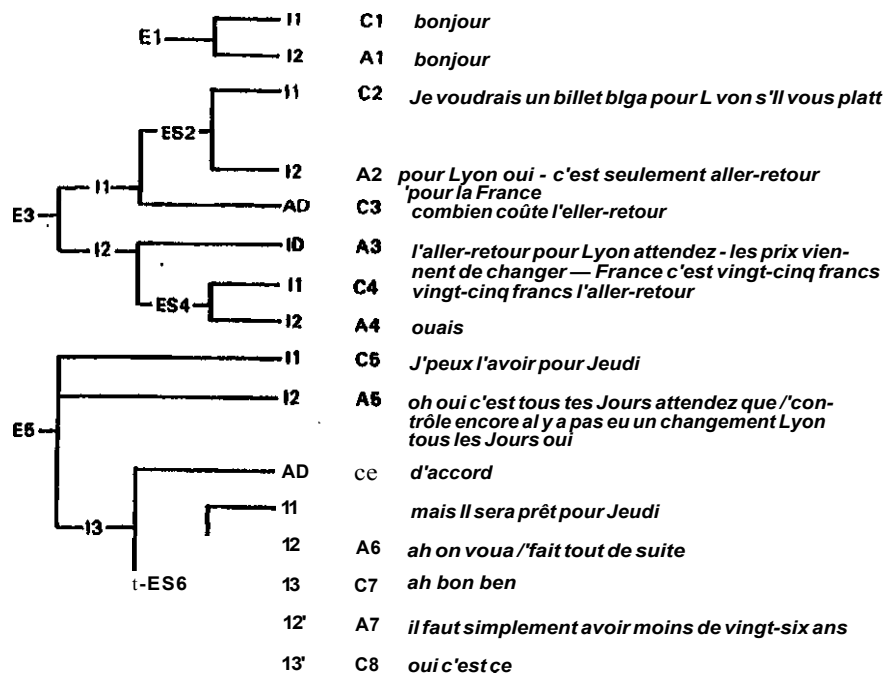 E1 I1 C1 bonjour
I2 A1 bonjour
I1 C2 Je voudrais un billet blga pour L von s'Il vous platt
ES2
I2 A2 pour Lyon oui - c'est seulement aller-retour
'pour la France
I1
AD C3 combien coûte l'eller-retour
E3
I2 ID A3 l'aller-retour pour Lyon attendez - les prix vien-
nent de changer — France c'est vingt-cinq francs
I1 C4 vingt-cinq francs l'aller-retour
ES4
I2 A4 ouais
I1 C5 J'peux l'avoir pour Jeudi
I2 A5 oh oui c'est tous tes Jours attendez que /'con-
trôle encore al y a pas eu un changement Lyon
E5
tous les Jours oui
AD ce d'accord
11 mais Il sera prêt pour Jeudi
I3
12 A6 ah on voua /'fait tout de suite
t-ES6
13 C7 ah bon ben
12' A7 il faut simplement avoir moins de vingt-six ans
13' C8 oui c'est çe